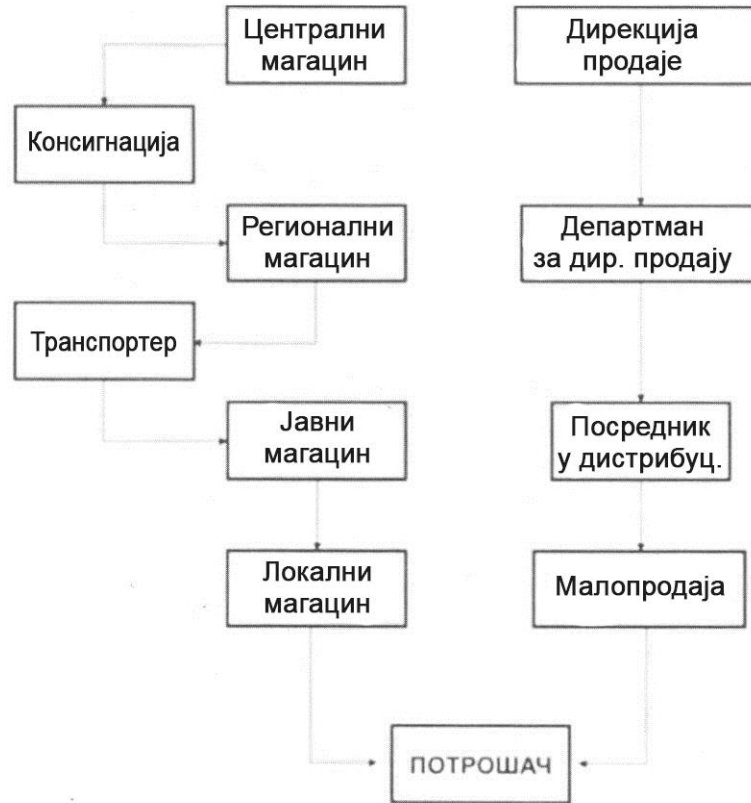 Централни
магацин
Дирекција
продаје
Консигнација
Регионални
магацин
Департман
за дир. продају
Транспортер
Јавни
магацин
Посредник
у дистрибуц.
Локални
магацин
Малопродаја
ПОТРОШАЧ